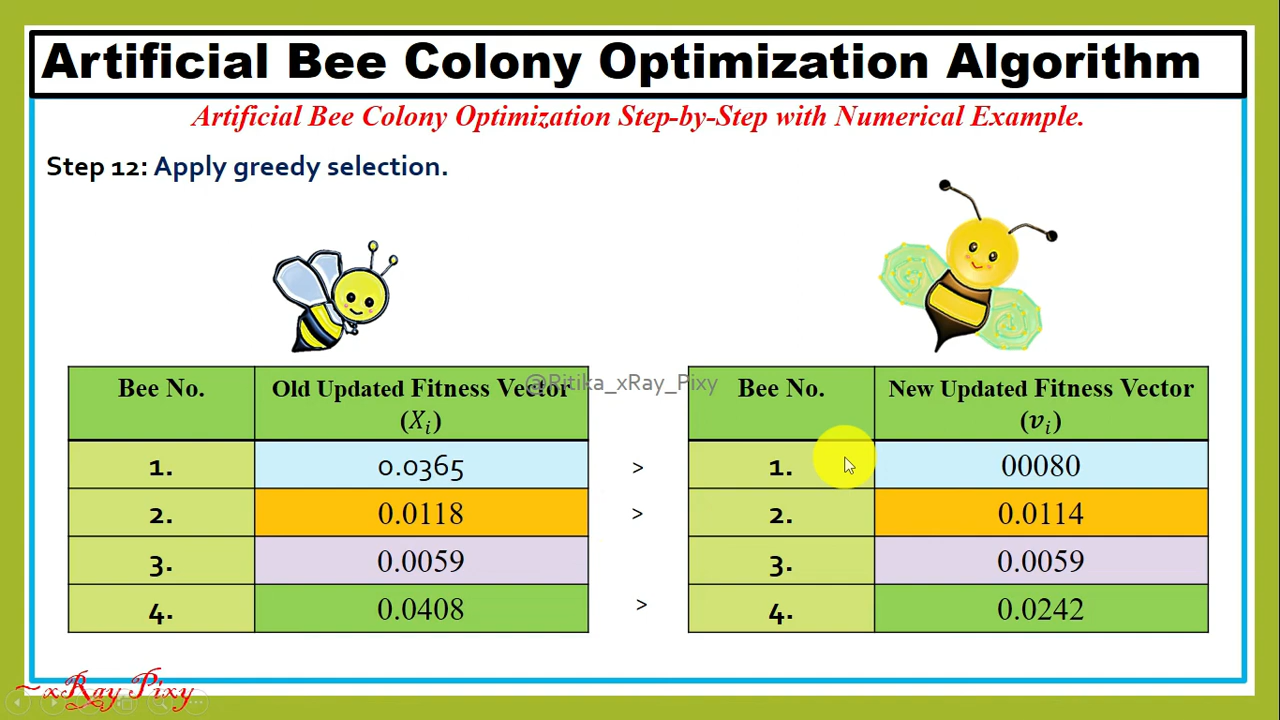 Artificial Bee Colony Optimization Algorithm
Artificial Bee Colony Optimization Step-by-Step with Numerical Example.
Step 12: Apply greedy selection.
@Ritika_xRay_Pixy
Bee No. Old Updated Fitness Vector
(Xᵢ)
1. 0.0365
2. 0.0118
3. 0.0059
4. 0.0408
>
>
>
Bee No. New Updated Fitness Vector
(vᵢ)
1. 00080
2. 0.0114
3. 0.0059
4. 0.0242
~xRay Pixy